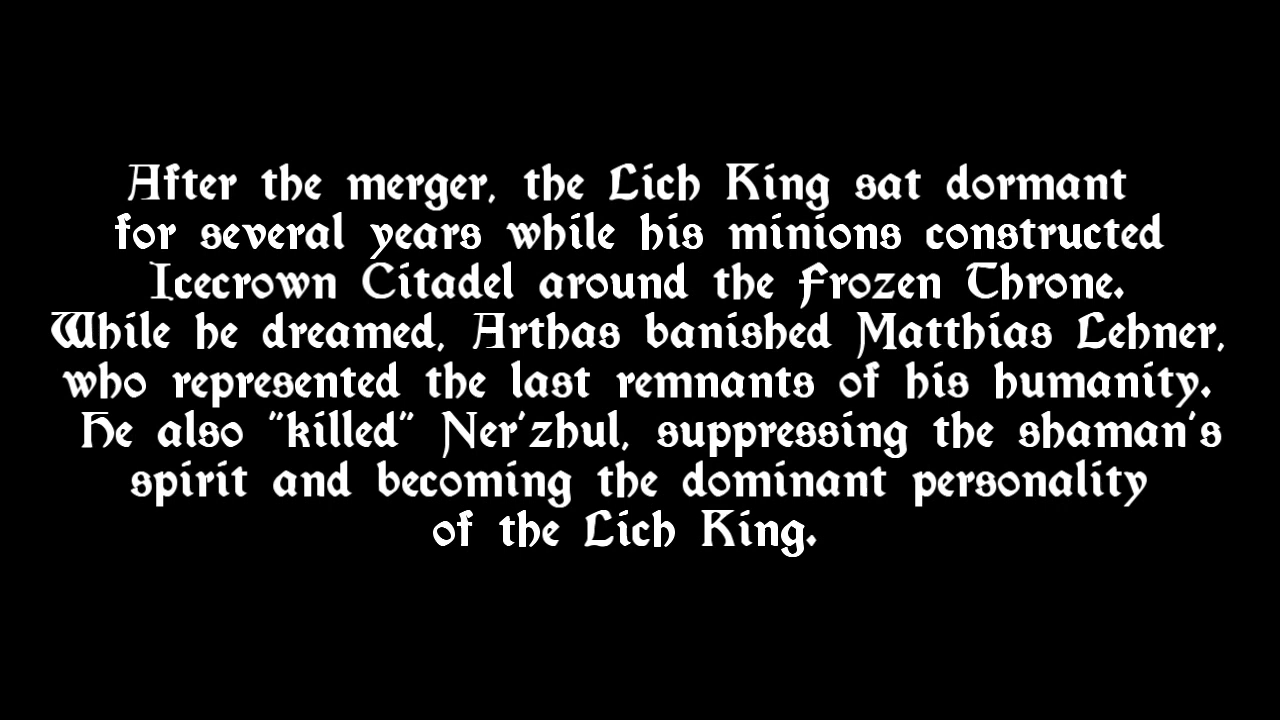 After the merger, the Lich King sat dormant
for several years while his minions constructed
Icecrown Citadel around the Frozen Throne.
While he dreamed, Arthas banished Matthias Lehner,
who represented the last remnants of his humanity.
He also "killed" Ner'zhul, suppressing the shaman's
spirit and becoming the dominant personality
of the Lich King.